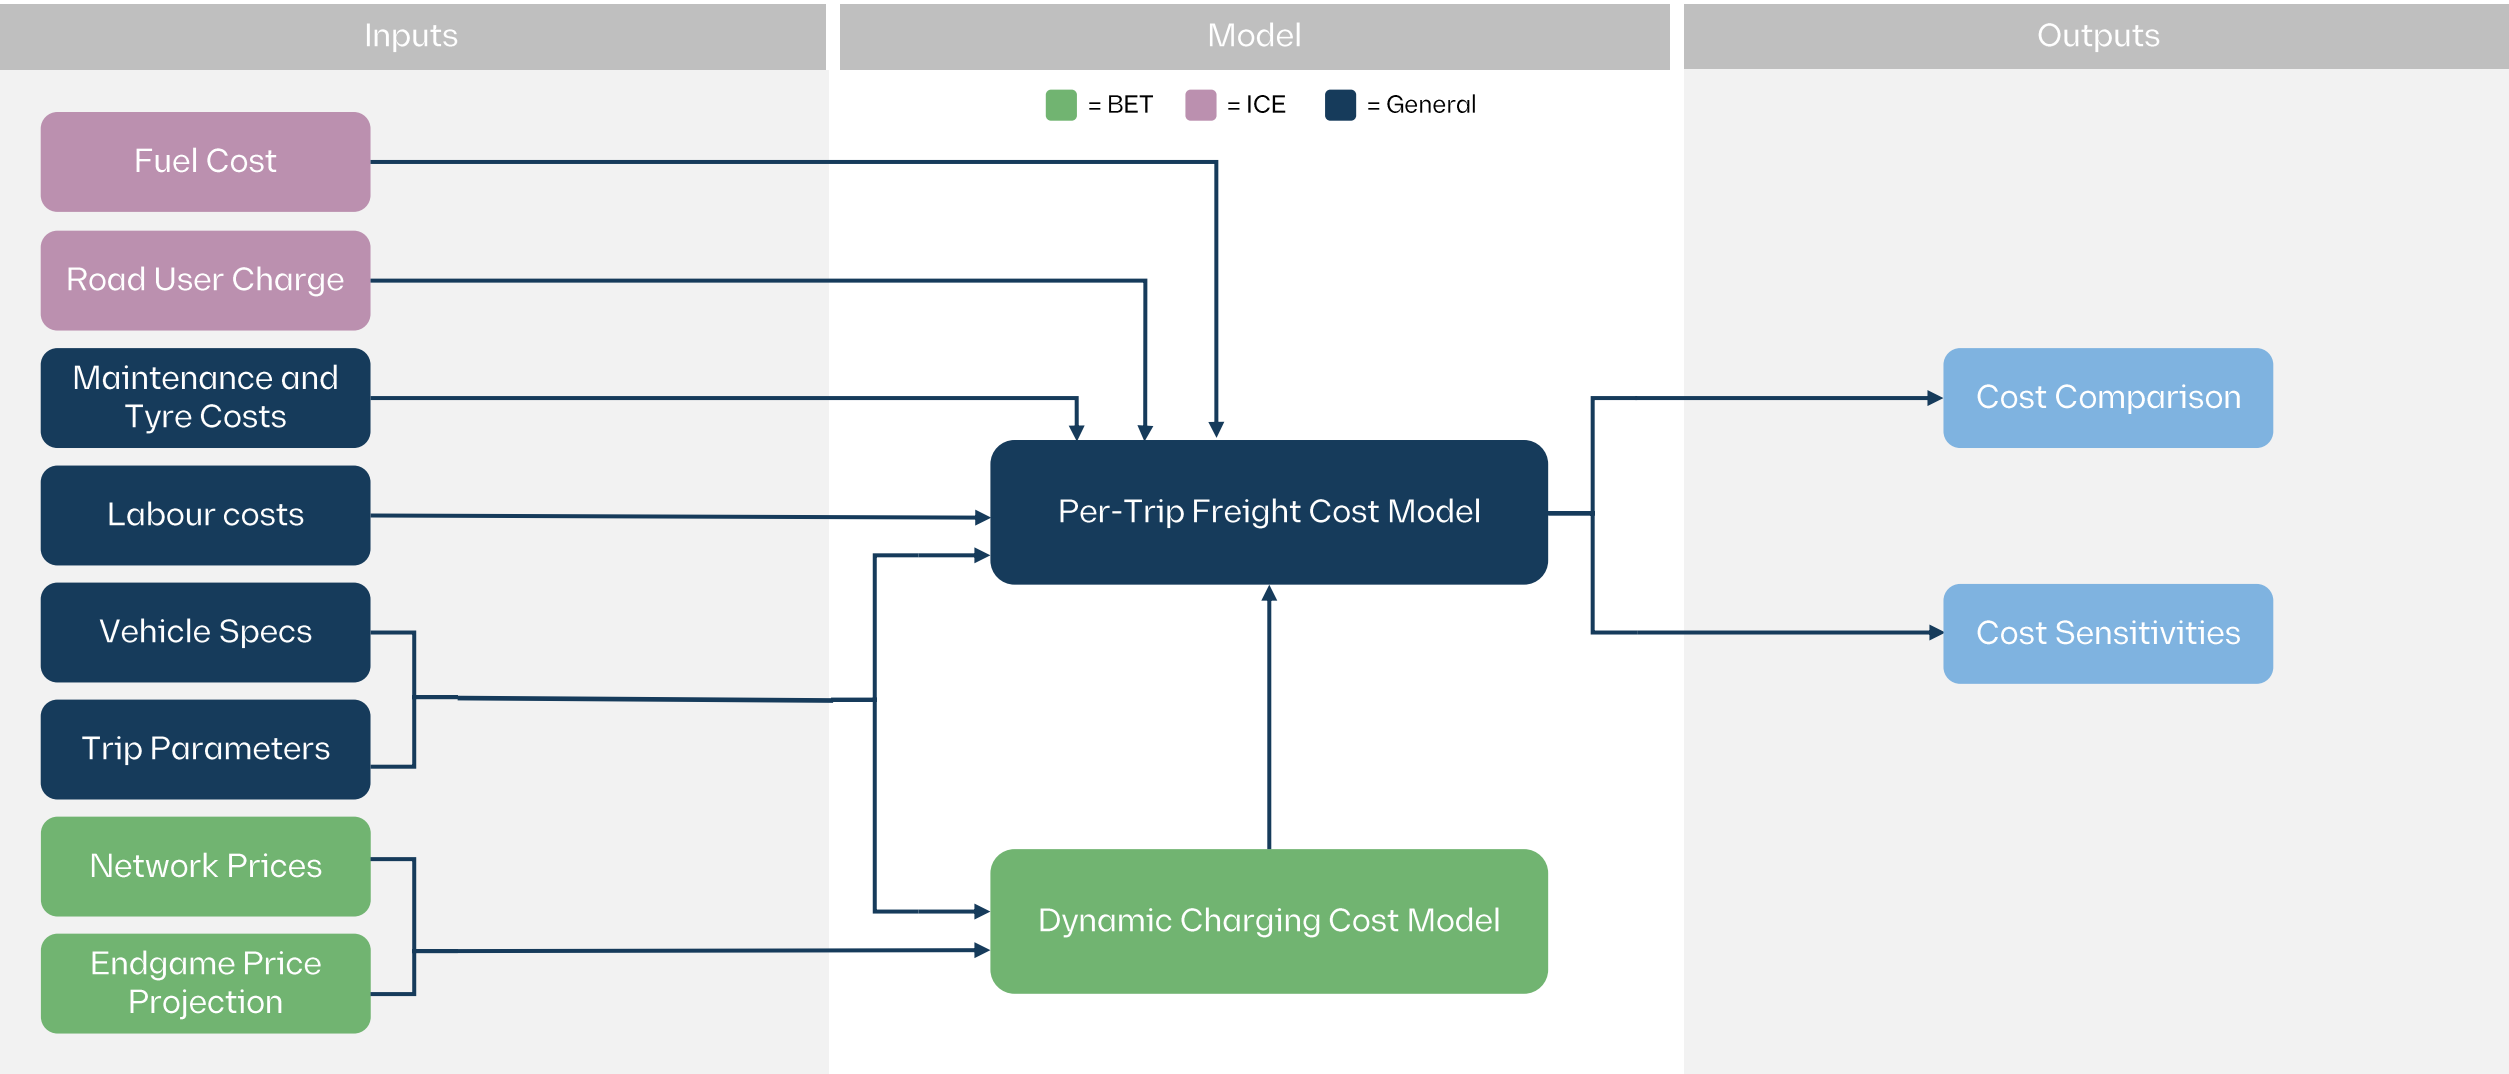 Inputs
Model
Outputs
= BET
= ICE
= General
Fuel Cost
Road User Charge
Maintenance and
Tyre Costs
Labour costs
Vehicle Specs
Trip Parameters
Network Prices
Endgame Price
Projection
Per-Trip Freight Cost Model
Dynamic Charging Cost Model
Cost Comparison
Cost Sensitivities